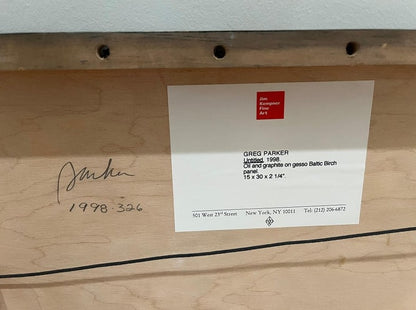 Jim
Kempner
Fine
Art
GREG PARKER
Untitled, 1998
Oil and graphite on gesso Baltic Birch
panel
15 x 30 x 2 1/4".
501 West 23rd Street New York, NY 10011 Tel: (212) 206-6872
Parker
1998-326